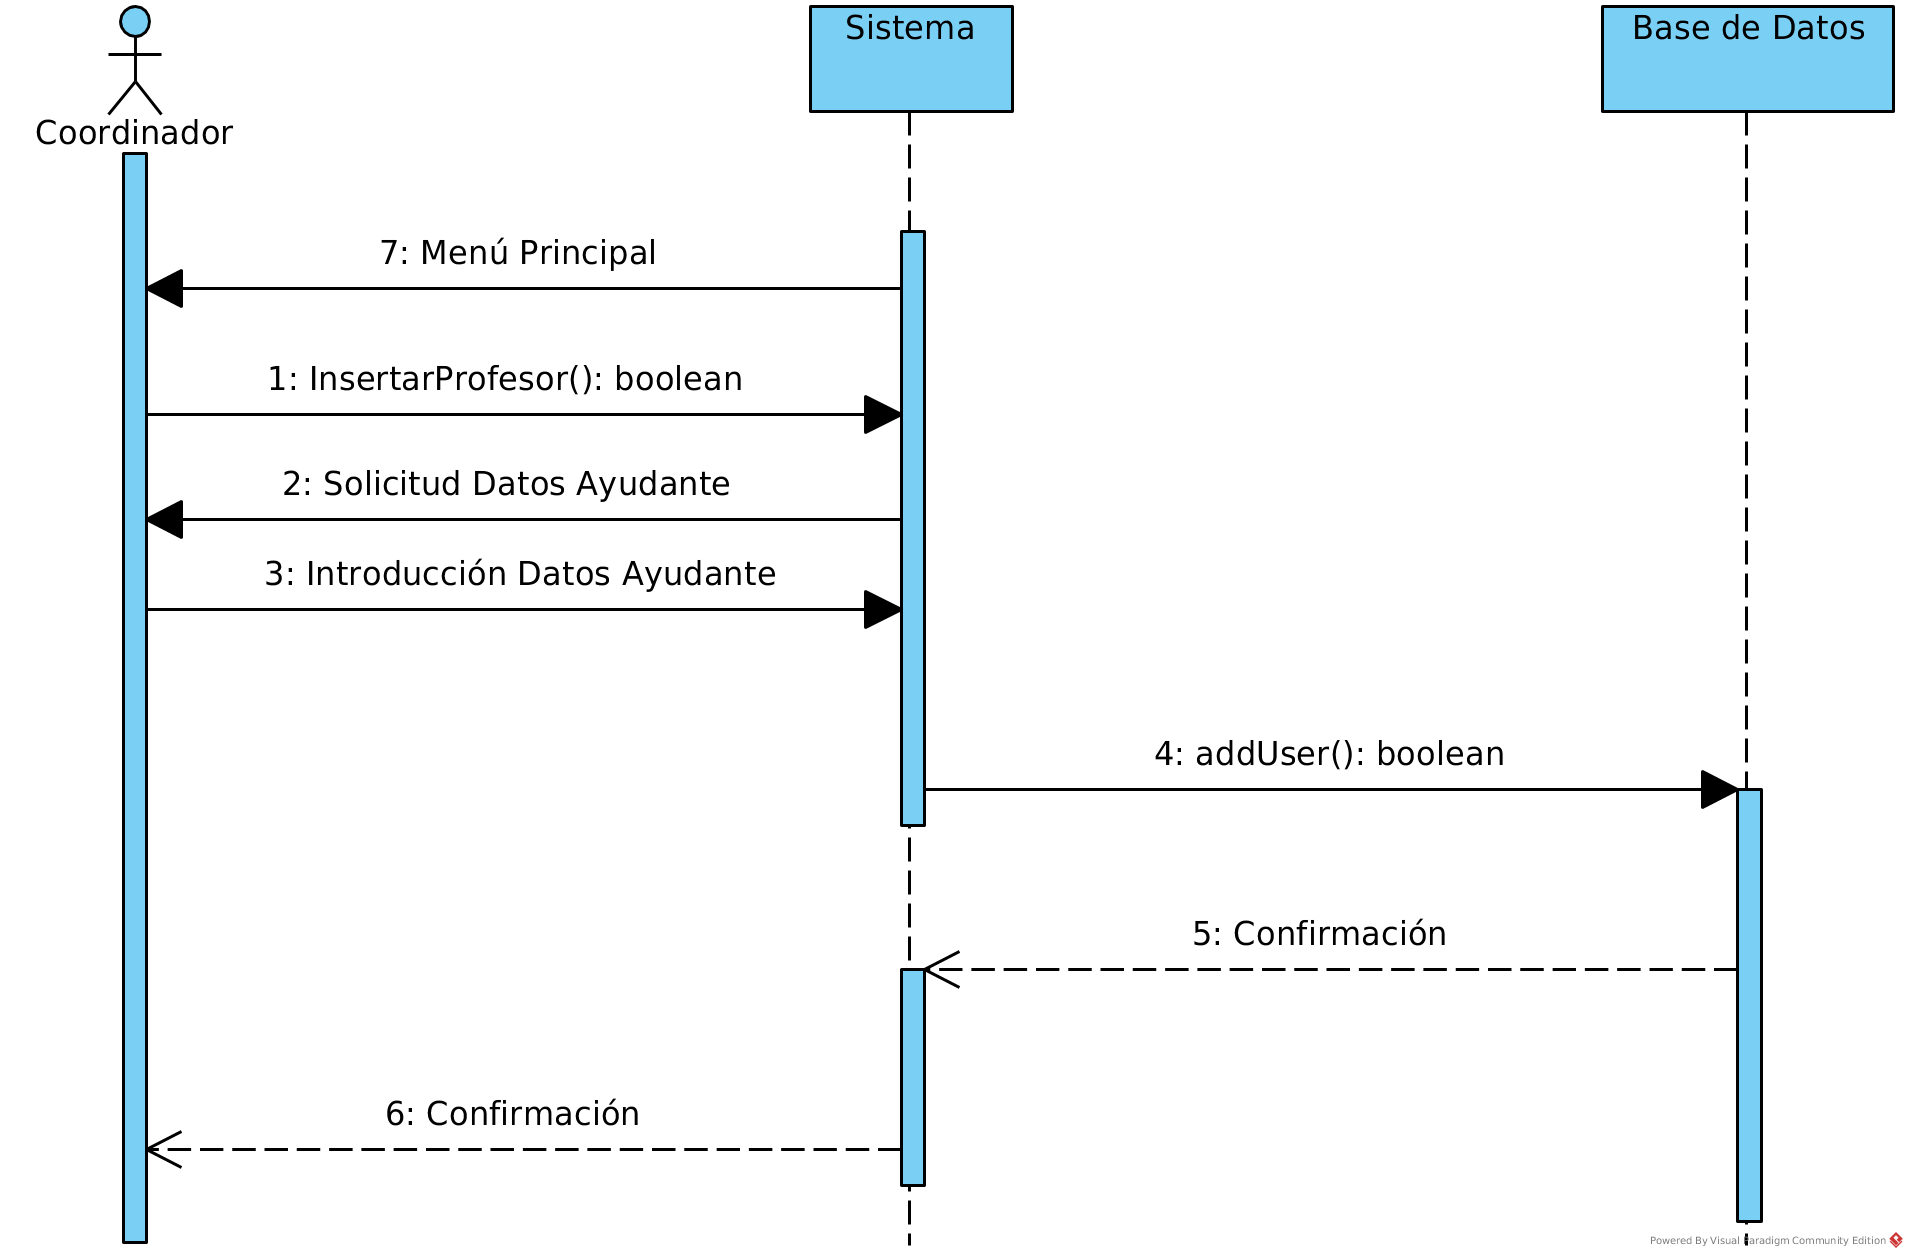 Sistema
Base de Datos
Coordinador
7: Menú Principal
1: InsertarProfesor(): boolean
2: Solicitud Datos Ayudante
3: Introducción Datos Ayudante
4: addUser(): boolean
5: Confirmación
6: Confirmación
Powered By Visual Paradigm Community Edition